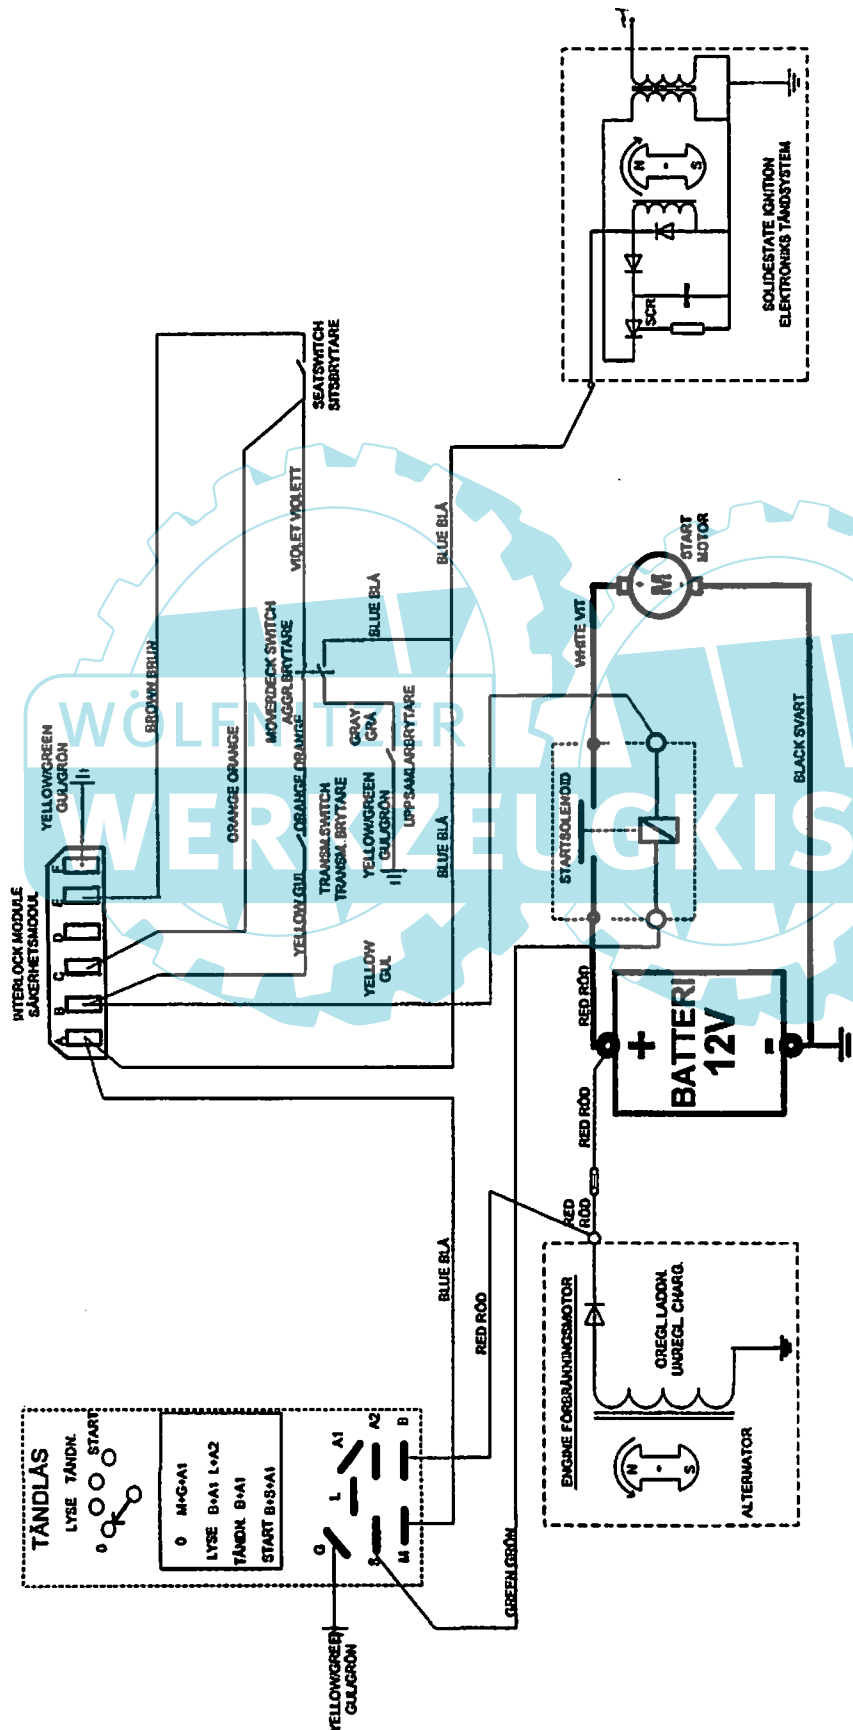 TÄNDLÅS
LYSE TÄNDN.
START
0
0 M+G+A1
LYSE B+A1 L+A2
TÄNDN. B+A1
START B+S+A1
G
L
A1
S
A2
M
B
YELLOW/GREEN
GUL/GRÖN
GREEN GRÖN
RED RÖD
BLUE BLÅ
INTERLOCK MODULE
SÄKERHETSMODUL
A
B
C
D
E
F
YELLOW/GREEN
GUL/GRÖN
BROWN BRUN
ORANGE ORANGE
YELLOW GUL
ORANGE ORANGE
TRANSM.SWITCH
TRANSM. BRYTARE
MOVERDECK SWITCH
AGGR.BRYTARE
VIOLET VIOLETT
SEATSWITCH
SITSBRYTARE
YELLOW
GUL
YELLOW/GREEN
GUL/GRÖN
GRAY
GRÅ
UPPSAMLARBRYTARE
BLUE BLÅ
BLUE BLÅ
BLUE BLÅ
ENGINE FÖRBRÄNNINGSMOTOR
OREGL.LADDN.
UNREGL. CHARG.
N
S
ALTERNATOR
RED
RÖD
RED RÖD
RED RÖD
BATTERI
12V
+
-
STARTSOLENOID
WHITE VIT
BLACK SVART
M
START
MOTOR
SCR
N
S
SOLIDESTATE IGNITION
ELEKTRONIKS TÄNDSYSTEM
WÖLFNITZER
WERKZEUGKIS